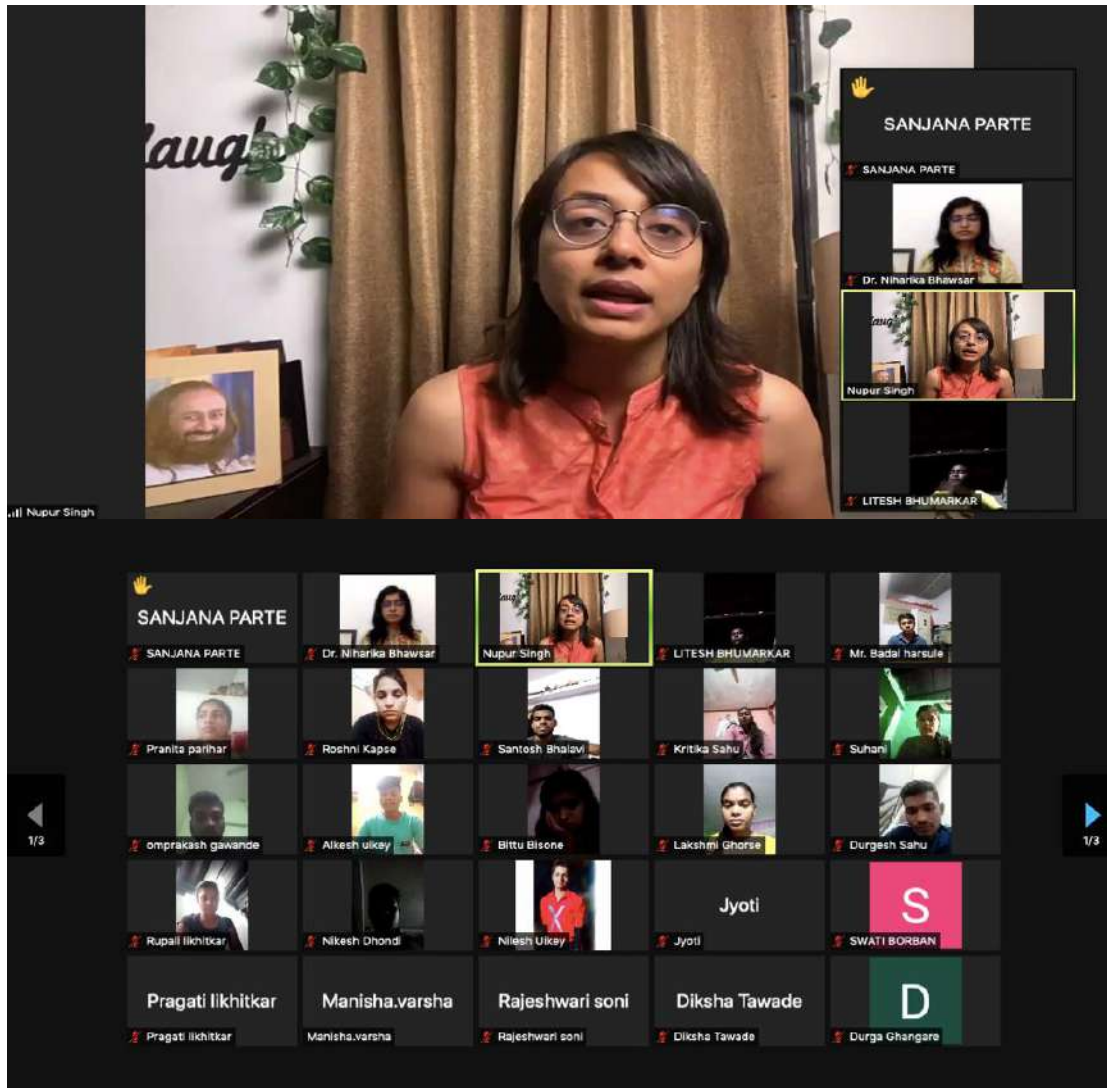 Laugh
SANJANA PARTE
SANJANA PARTE
Dr. Niharika Bhawsar
Nupur Singh
LITESH BHUMARKAR
Nupur Singh
SANJANA PARTE
SANJANA PARTE
Dr. Niharika Bhawsar
Nupur Singh
LITESH BHUMARKAR
Mr. Badal harsule
Pranita parihar
Roshni Kapse
Santosh Bhalavi
Kritika Sahu
Suhani
omprakash gawande
Alkesh uikey
Bittu Bisone
Lakshmi Ghorse
Durgesh Sahu
1/3
1/3
Rupali likhitkar
Nikesh Dhondi
Nilesh Uikey
Jyoti
Jyoti
S
SWATI BORBAN
Pragati likhitkar
Pragati likhitkar
Manisha.varsha
Manisha.varsha
Rajeshwari soni
Rajeshwari soni
Diksha Tawade
Diksha Tawade
D
Durga Ghangare